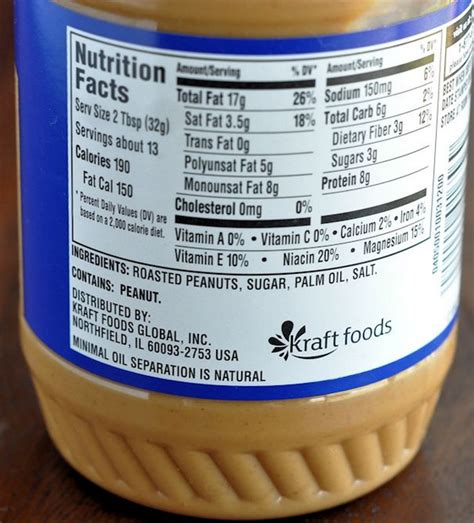 Nutrition
Facts
Serv Size 2 Tbsp (32g)
Servings about 13
Calories 190
Fat Cal 150
*Percent Daily Values (DV) are
based on a 2,000 calorie diet.
Amount/Serving % DV*
Total Fat 17g 26%
Sat Fat 3.5g 18%
Trans Fat 0g
Polyunsat Fat 5g
Monounsat Fat 8g
Cholesterol 0mg 0%
Amount/Serving % DV*
Sodium 150mg 6%
Total Carb 6g 2%
Dietary Fiber 3g 12%
Sugars 3g
Protein 8g
Vitamin A 0% • Vitamin C 0% • Calcium 2% • Iron 4%
Vitamin E 10% • Niacin 20% • Magnesium 15%
INGREDIENTS: ROASTED PEANUTS, SUGAR, PALM OIL, SALT.
CONTAINS: PEANUT.
DISTRIBUTED BY:
KRAFT FOODS GLOBAL, INC.
NORTHFIELD, IL 60093-2753 USA
MINIMAL OIL SEPARATION IS NATURAL
kraft foods